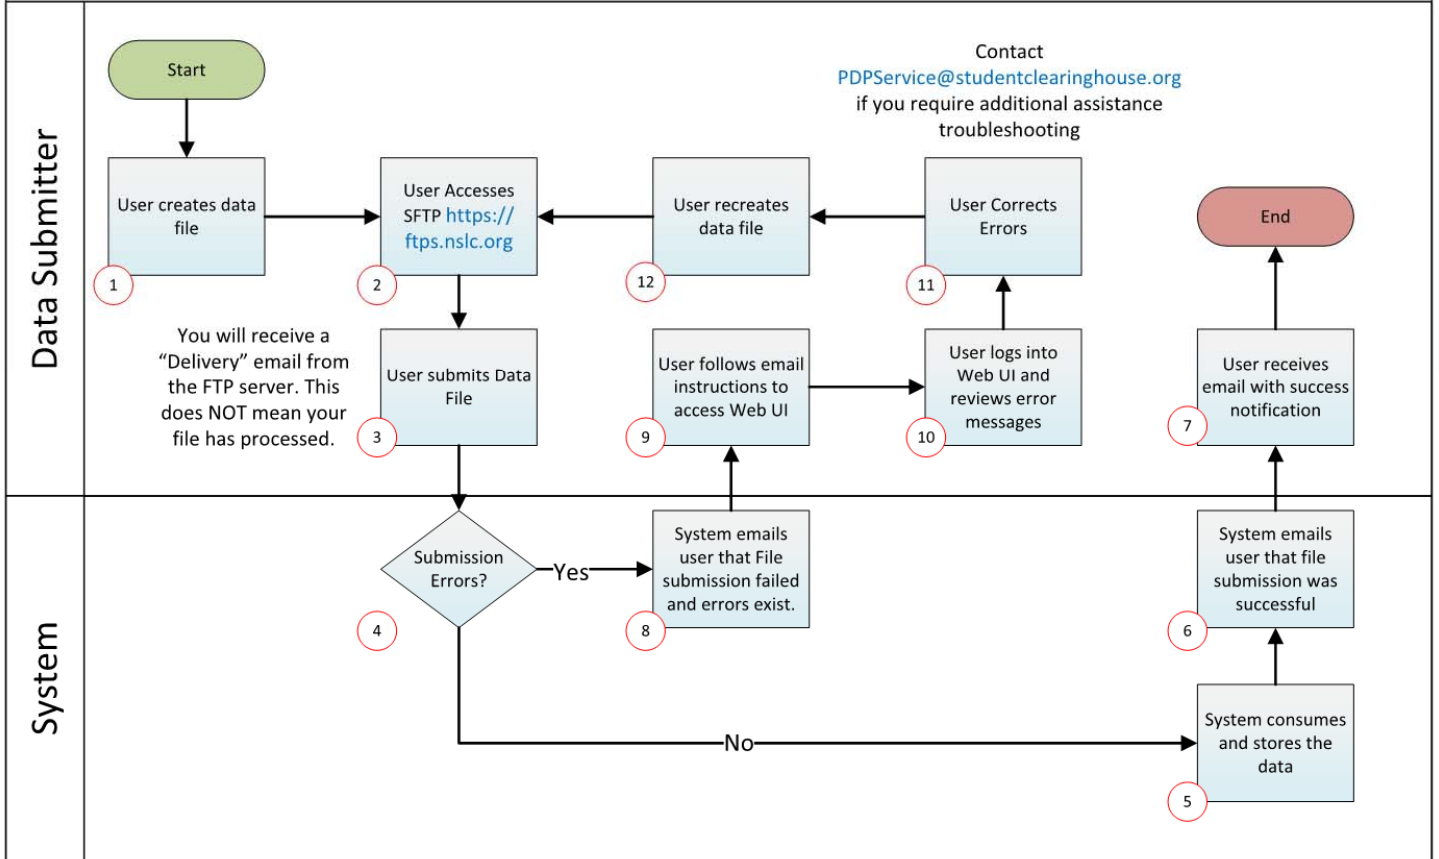 Data Submitter
Start
Contact
PDPService@studentclearinghouse.org
if you require additional assistance
troubleshooting
User creates data
file
1
User Accesses
SFTP https://
ftps.nslc.org
2
User recreates
data file
12
User Corrects
Errors
11
End
You will receive a
“Delivery” email from
the FTP server. This
does NOT mean your
file has processed.
User submits Data
File
3
User follows email
instructions to
access Web UI
9
User logs into
Web UI and
reviews error
messages
10
User receives
email with success
notification
7
System
Submission
Errors?
4
Yes
System emails
user that File
submission failed
and errors exist.
8
System emails
user that file
submission was
successful
6
No
System consumes
and stores the
data
5